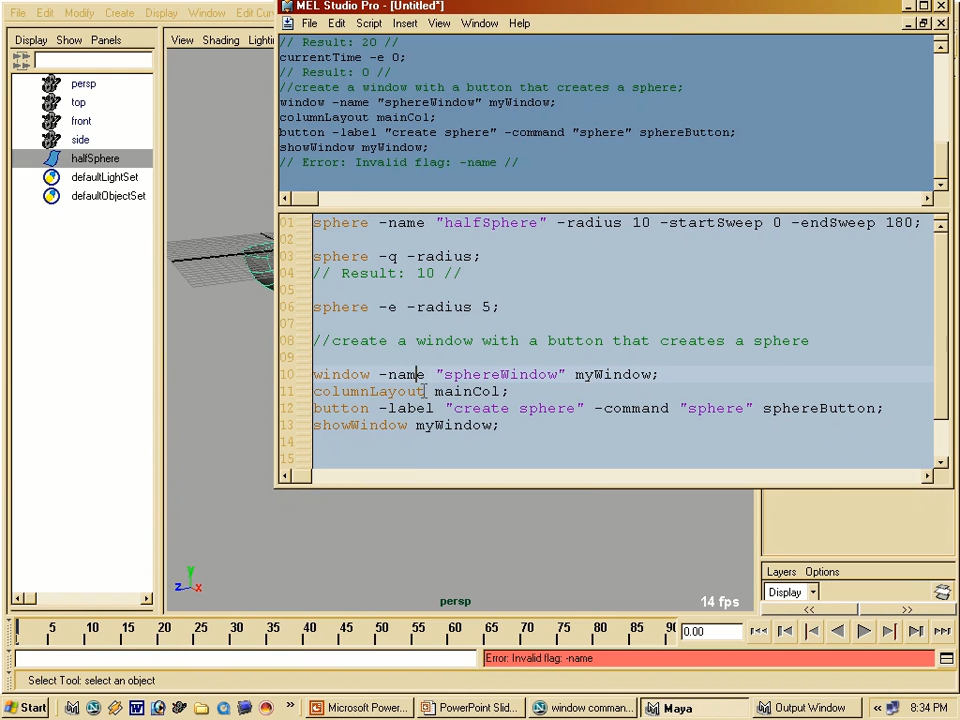 MEL Studio Pro - [Untitled*]
File Edit Modify Create Display Window Edit Cur
File Edit Script Insert View Window Help
Display Show Panels
View Shading Lighti
// Result: 20 //
currentTime -e 0;
// Result: 0 //
//create a window with a button that creates a sphere;
window -name "sphereWindow" myWindow;
columnLayout mainCol;
button -label "create sphere" -command "sphere" sphereButton;
showWindow myWindow;
// Error: Invalid flag: -name //
persp
top
front
side
halfSphere
defaultLightSet
defaultObjectSet
01 sphere -name "halfSphere" -radius 10 -startSweep 0 -endSweep 180;
02
03 sphere -q -radius;
04 // Result: 10 //
05
06 sphere -e -radius 5;
07
08 //create a window with a button that creates a sphere
09
10 window -name "sphereWindow" myWindow;
11 columnLayout mainCol;
12 button -label "create sphere" -command "sphere" sphereButton;
13 showWindow myWindow;
14
15
y
z x
persp
14 fps
Layers Options
Display
<< >>
5 10 15 20 25 30 35 40 45 50 55 60 65 70 75 80 85 90
0.00
Error: Invalid flag: -name
Select Tool: select an object
Start » Microsoft Power... PowerPoint Slid... window comman... Maya Output Window « 8:34 PM